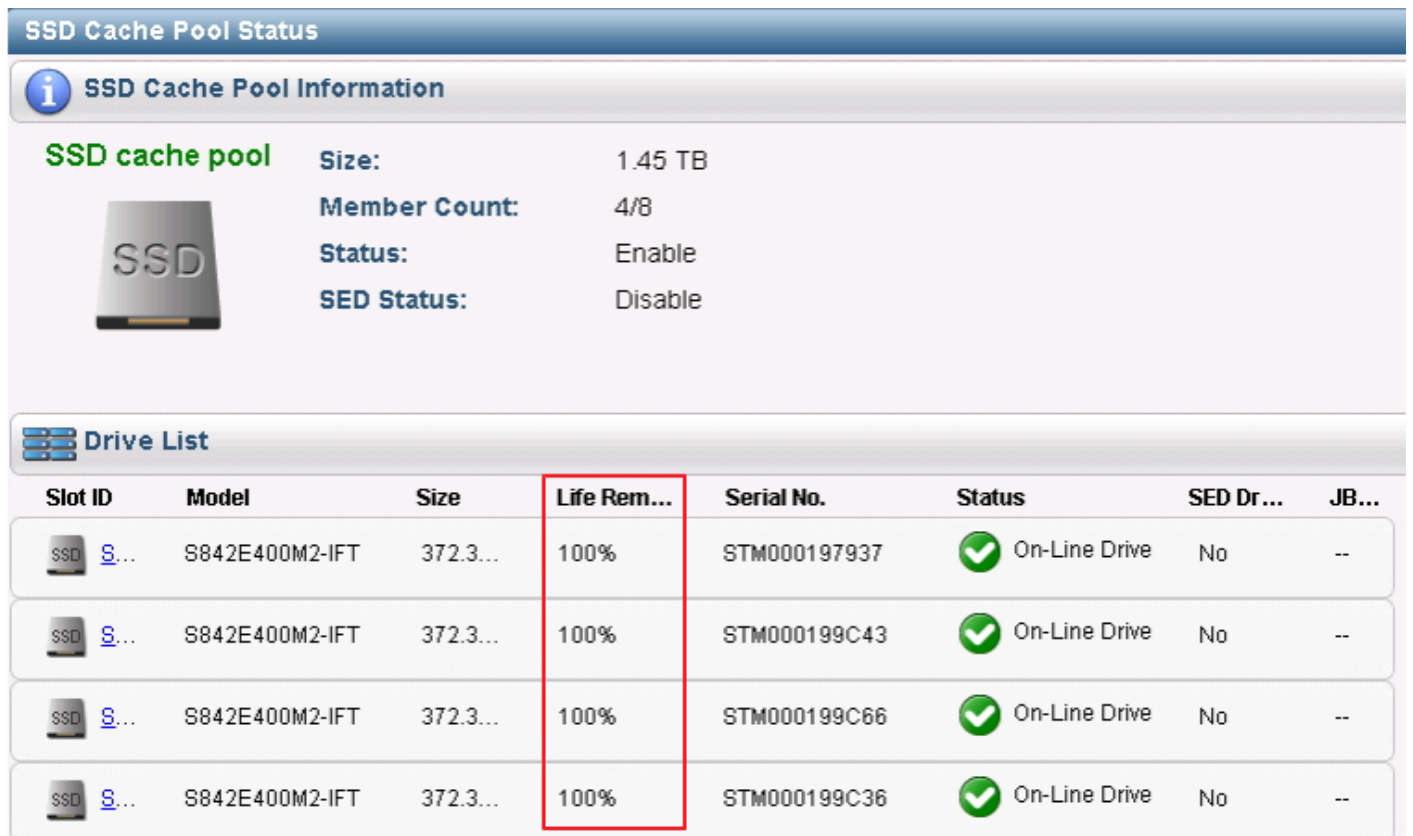 SSD Cache Pool Status
SSD Cache Pool Information
SSD cache pool
SSD
Size: 1.45 TB
Member Count: 4/8
Status: Enable
SED Status: Disable
Drive List
Slot ID Model Size Life Rem... Serial No. Status SED Dr... JB...
SSD S... S842E400M2-IFT 372.3... 100% STM000197937 On-Line Drive No --
SSD S... S842E400M2-IFT 372.3... 100% STM000199C43 On-Line Drive No --
SSD S... S842E400M2-IFT 372.3... 100% STM000199C66 On-Line Drive No --
SSD S... S842E400M2-IFT 372.3... 100% STM000199C36 On-Line Drive No --